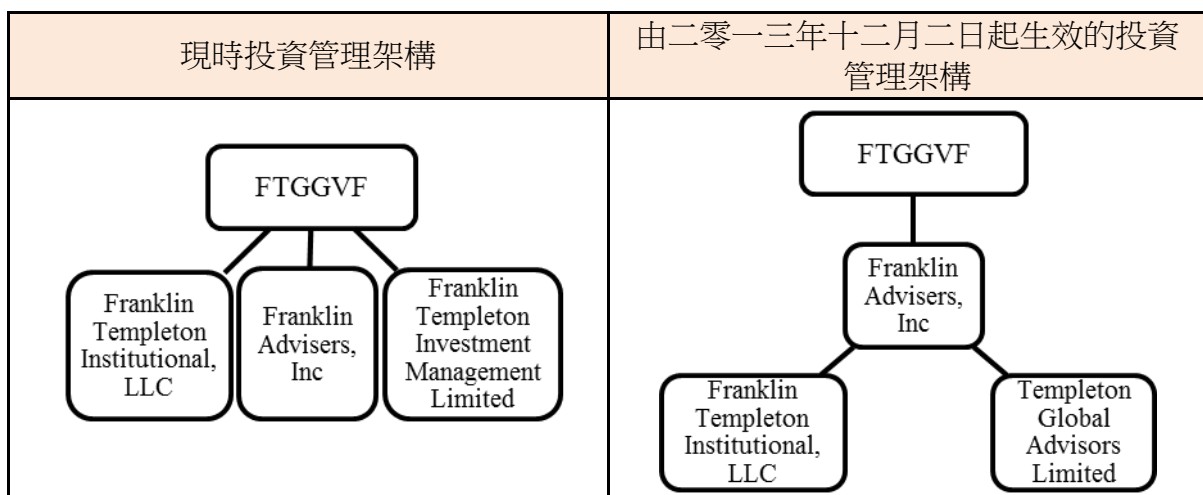 現時投資管理架構
由二零一三年十二月二日起生效的投資
管理架構
FTGGVF
Franklin
Templeton
Institutional,
LLC
Franklin
Advisers,
Inc
Franklin
Templeton
Investment
Management
Limited
FTGGVF
Franklin
Advisers,
Inc
Franklin
Templeton
Institutional,
LLC
Templeton
Global
Advisors
Limited